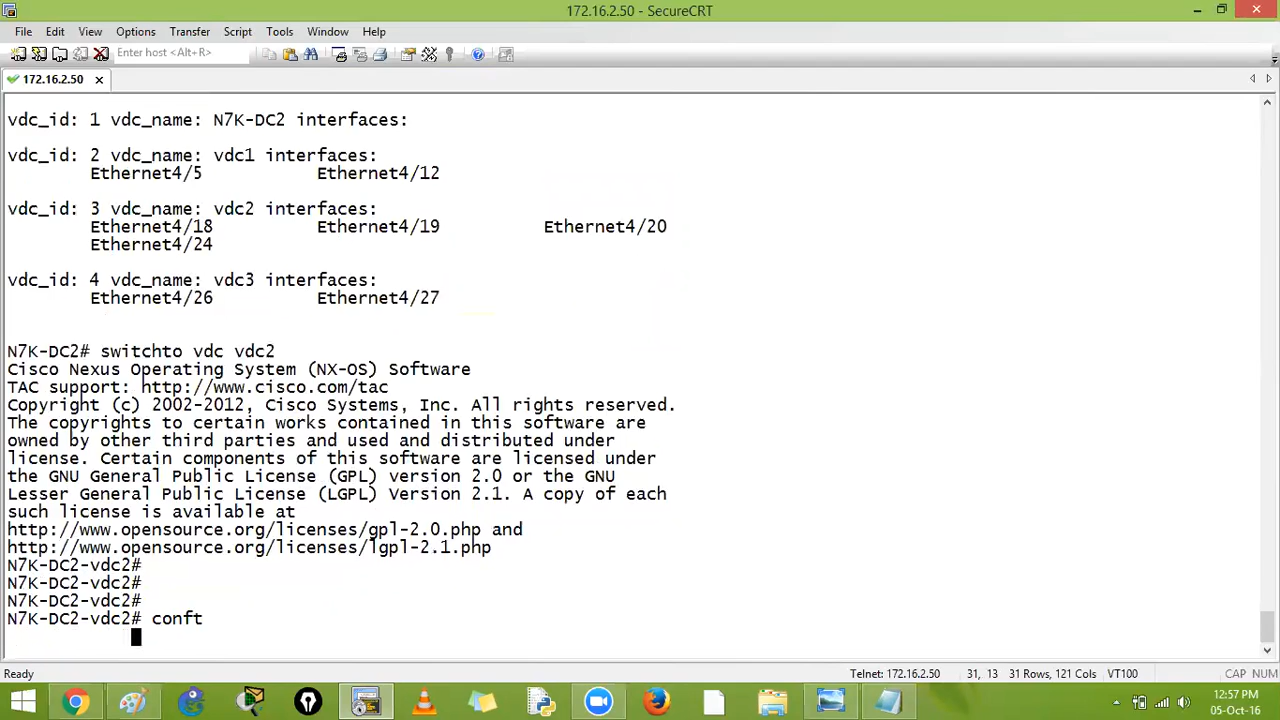 172.16.2.50 - SecureCRT
File Edit View Options Transfer Script Tools Window Help
Enter host <Alt+R>
172.16.2.50
vdc_id: 1 vdc_name: N7K-DC2 interfaces:
vdc_id: 2 vdc_name: vdc1 interfaces:
Ethernet4/5 Ethernet4/12
vdc_id: 3 vdc_name: vdc2 interfaces:
Ethernet4/18 Ethernet4/19 Ethernet4/20
Ethernet4/24
vdc_id: 4 vdc_name: vdc3 interfaces:
Ethernet4/26 Ethernet4/27
N7K-DC2# switchto vdc vdc2
Cisco Nexus Operating System (NX-OS) Software
TAC support: http://www.cisco.com/tac
Copyright (c) 2002-2012, Cisco Systems, Inc. All rights reserved.
The copyrights to certain works contained in this software are
owned by other third parties and used and distributed under
license. Certain components of this software are licensed under
the GNU General Public License (GPL) version 2.0 or the GNU
Lesser General Public License (LGPL) Version 2.1. A copy of each
such license is available at
http://www.opensource.org/licenses/gpl-2.0.php and
http://www.opensource.org/licenses/lgpl-2.1.php
N7K-DC2-vdc2#
N7K-DC2-vdc2#
N7K-DC2-vdc2#
N7K-DC2-vdc2# conft
Ready Telnet: 172.16.2.50 31, 13 31 Rows, 121 Cols VT100 CAP NUM
12:57 PM
05-Oct-16